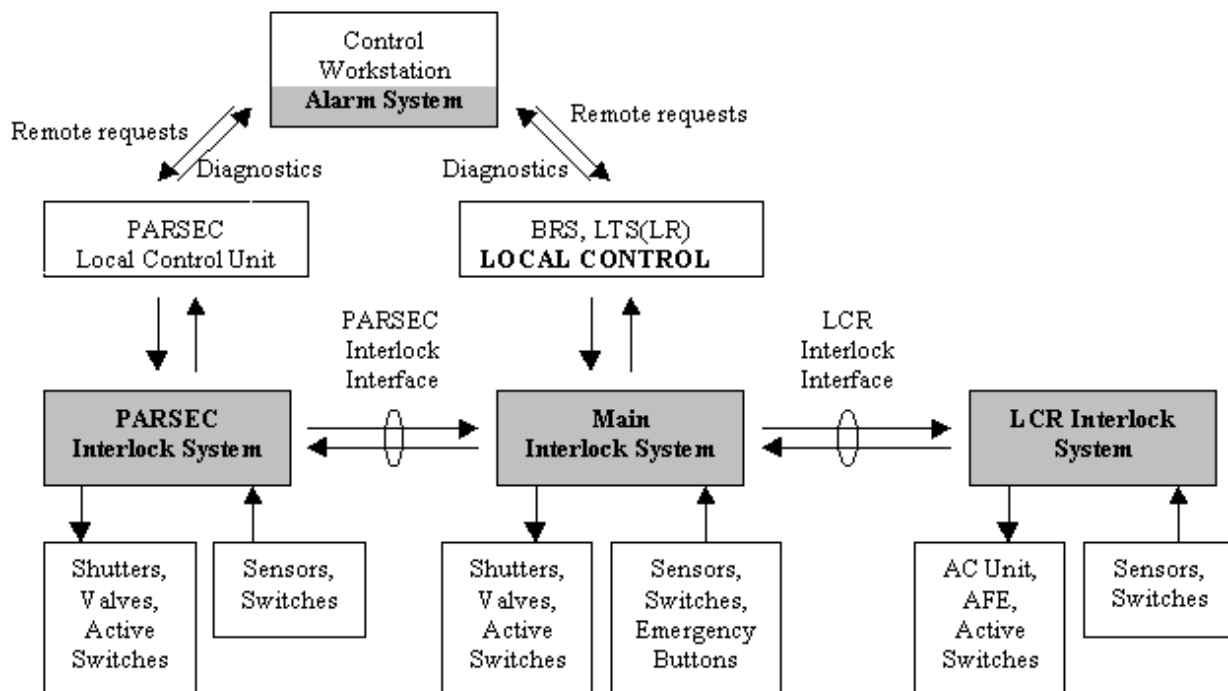 Control
Workstation
Alarm System
Remote requests
Remote requests
Diagnostics
Diagnostics
PARSEC
Local Control Unit
BRS, LTS(LR)
LOCAL CONTROL
PARSEC
Interlock
Interface
LCR
Interlock
Interface
PARSEC
Interlock System
Main
Interlock System
LCR Interlock
System
Shutters,
Valves,
Active
Switches
Sensors,
Switches
Shutters,
Valves,
Active
Switches
Sensors,
Switches,
Emergency
Buttons
AC Unit,
AFE,
Active
Switches
Sensors,
Switches